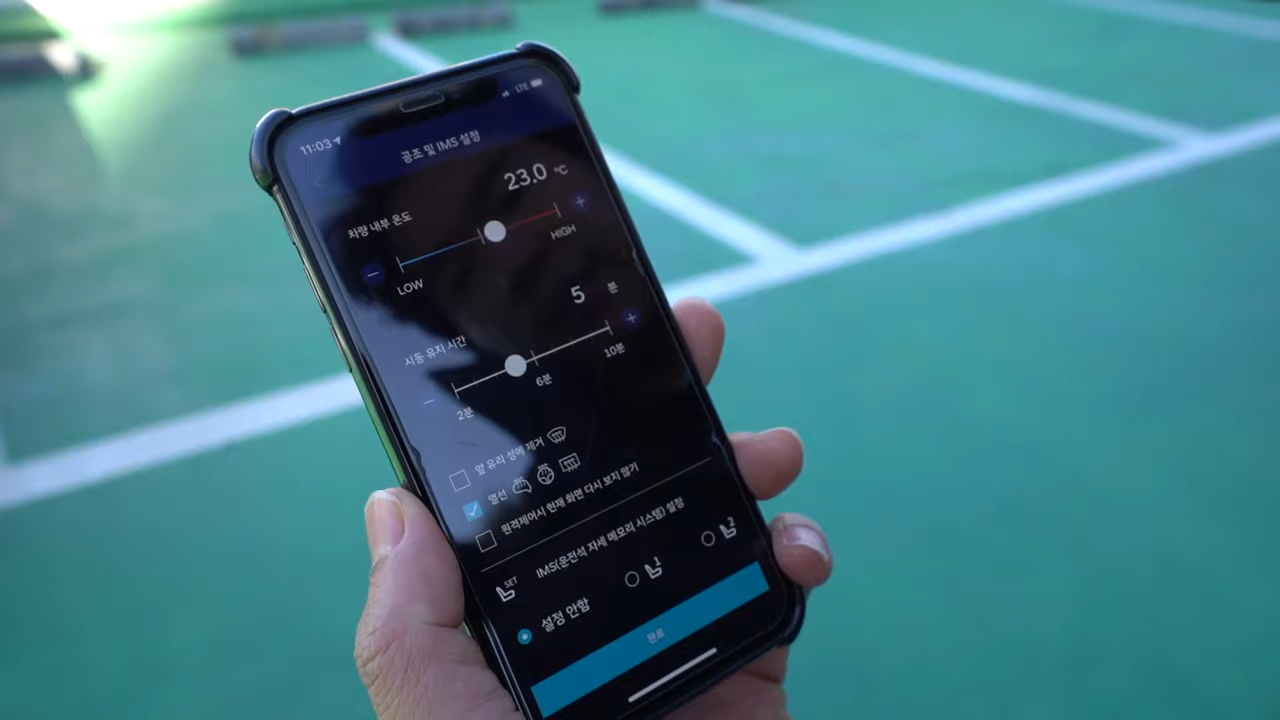 11:03
LTE
공조 및 IMS 설정
23.0 °C
차량 내부 온도
LOW
HIGH
5 분
시동 유지 시간
2분
6분
10분
앞 유리 성에 제거
열선
원격제어시 현재 화면 다시 보지 않기
SET
IMS(운전석 자세 메모리 시스템) 설정
설정 안함
1
2
완료